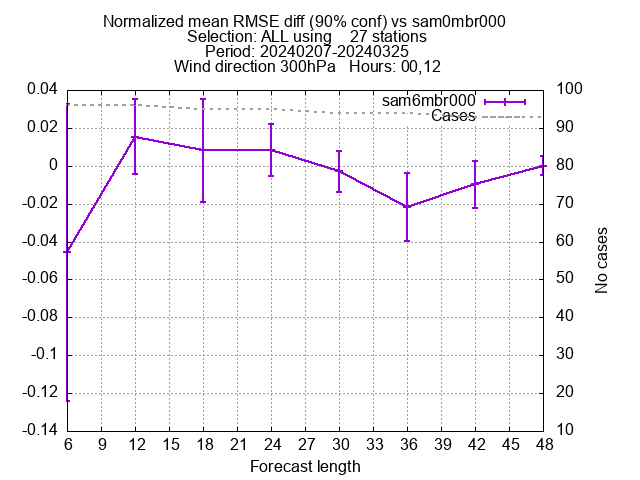 Normalized mean RMSE diff (90% conf) vs sam0mbr000
Selection: ALL using    27 stations
Period: 20240207-20240325
Wind direction 300hPa   Hours: 00,12
sam6mbr000
Cases
0.04
0.02
0
-0.02
-0.04
-0.06
-0.08
-0.1
-0.12
-0.14
100
90
80
70
60
50
40
30
20
10
No cases
6 9 12 15 18 21 24 27 30 33 36 39 42 45 48
Forecast length